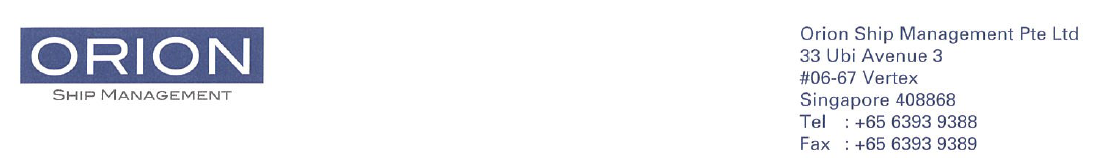 ORION
SHIP MANAGEMENT
Orion Ship Management Pte Ltd
33 Ubi Avenue 3
#06-67 Vertex
Singapore 408868
Tel : +65 6393 9388
Fax : +65 6393 9389